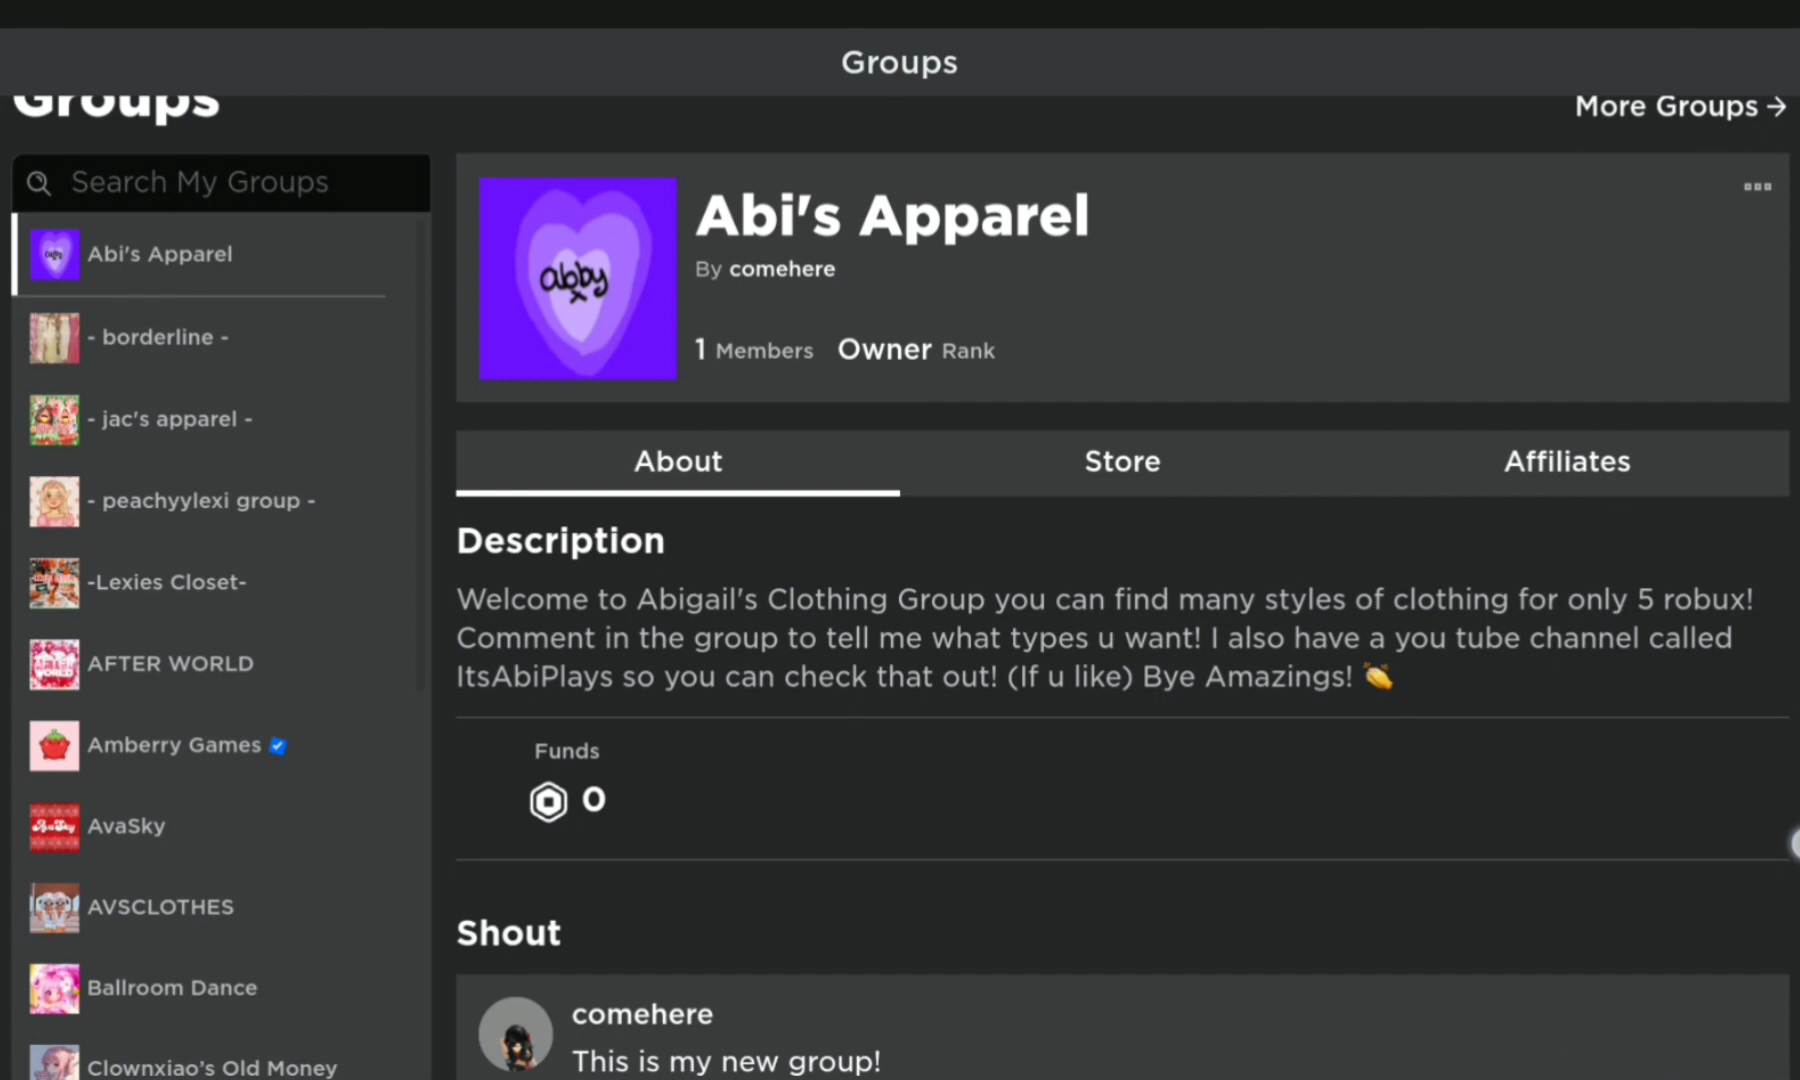 Groups
Groups
More Groups →
Search My Groups
Abi's Apparel
- borderline -
- jac's apparel -
- peachyylexi group -
-Lexies Closet-
AFTER WORLD
Amberry Games
AvaSky
AVSCLOTHES
Ballroom Dance
Clownxiao's Old Money
abby
x
Abi's Apparel
By comehere
1 Members Owner Rank
About Store Affiliates
Description
Welcome to Abigail's Clothing Group you can find many styles of clothing for only 5 robux!
Comment in the group to tell me what types u want! I also have a you tube channel called
ItsAbiPlays so you can check that out! (If u like) Bye Amazings! 👏
Funds
0
Shout
comehere
This is my new group!